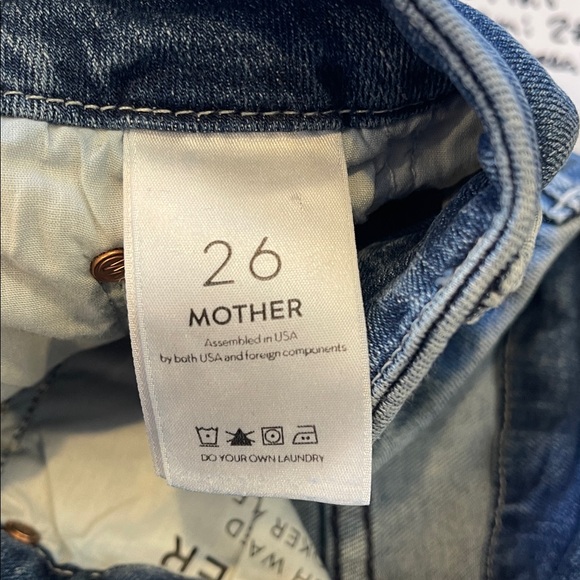 26
MOTHER
Assembled in USA
by both USA and foreign components
DO YOUR OWN LAUNDRY